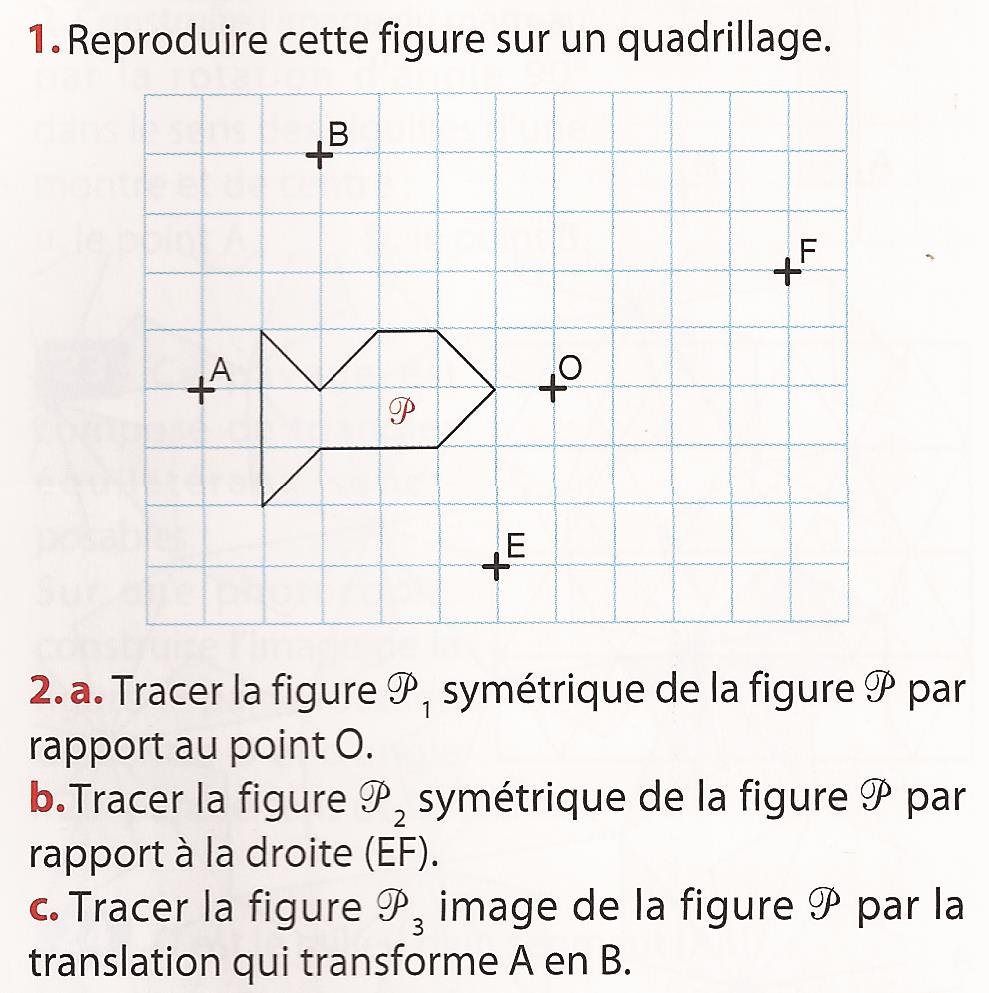 1. Reproduire cette figure sur un quadrillage.
B
F
A
O
𝒫
E
2. a. Tracer la figure 𝒫₁ symétrique de la figure 𝒫 par
rapport au point O.
b. Tracer la figure 𝒫₂ symétrique de la figure 𝒫 par
rapport à la droite (EF).
c. Tracer la figure 𝒫₃ image de la figure 𝒫 par la
translation qui transforme A en B.